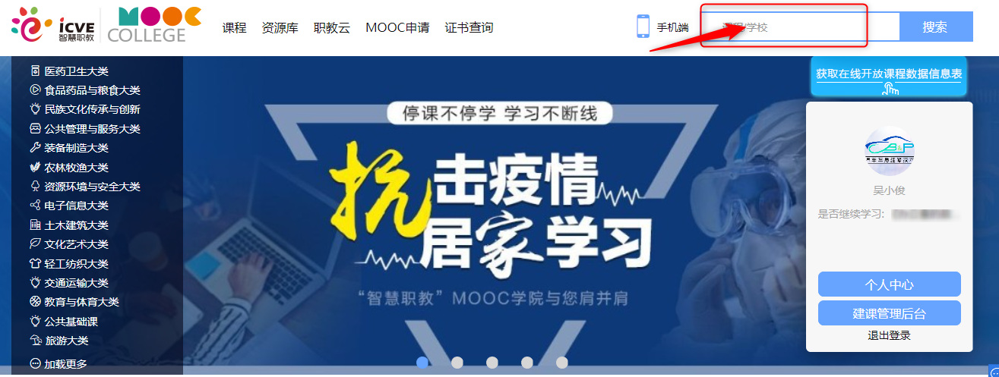 icve
智慧职教
MOOC
COLLEGE
课程 资源库 职教云 MOOC申请 证书查询
手机端
课程/学校
搜索
医药卫生大类
食品药品与粮食大类
民族文化传承与创新
公共管理与服务大类
装备制造大类
农林牧渔大类
资源环境与安全大类
电子信息大类
土木建筑大类
文化艺术大类
轻工纺织大类
交通运输大类
教育与体育大类
公共基础课
旅游大类
加载更多
停课不停学 学习不断线
抗击疫情
居家学习
“智慧职教”MOOC学院与您肩并肩
获取在线开放课程数据信息表
吴小俊
是否继续学习:
个人中心
建课管理后台
退出登录